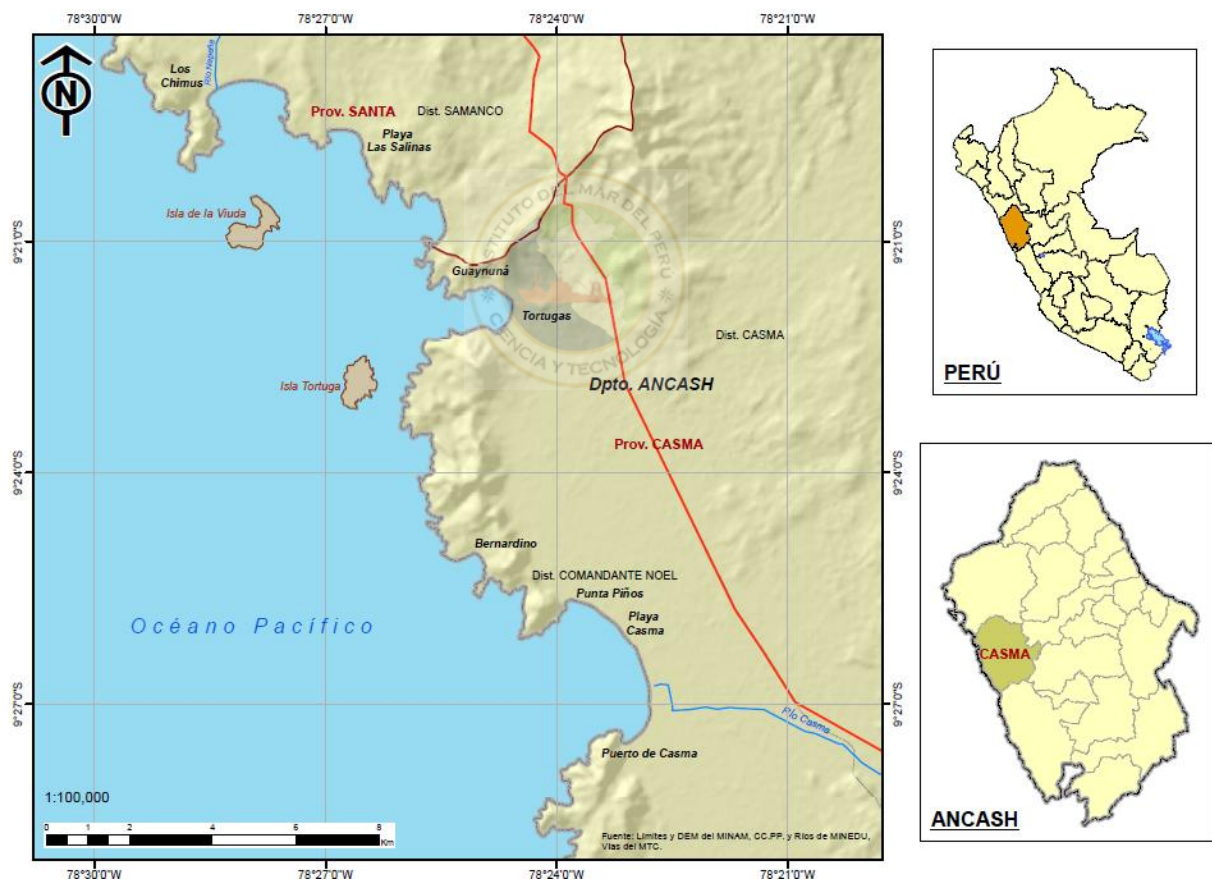 78°30'0"W
78°27'0"W
78°24'0"W
78°21'0"W
N
Los
Chimus
Río Nepeña
Prov. SANTA
Dist. SAMANCO
Playa
Las Salinas
INSTITUTO DEL MAR DEL PERÚ
CIENCIA Y TECNOLOGÍA
Isla de la Viuda
9°21'0"S
9°21'0"S
Guaynuná
Tortugas
Dist. CASMA
Isla Tortuga
Dpto. ANCASH
Prov. CASMA
9°24'0"S
9°24'0"S
Bernardino
Dist. COMANDANTE NOEL
Punta Piños
Playa
Casma
Océano Pacífico
9°27'0"S
9°27'0"S
Río Casma
Puerto de Casma
1:100,000
0 1 2 4 6 8
Km
Fuente: Límites y DEM del MINAM, CC.PP. y Ríos de MINEDU,
Vías del MTC.
78°30'0"W
78°27'0"W
78°24'0"W
78°21'0"W
PERÚ
CASMA
ANCASH